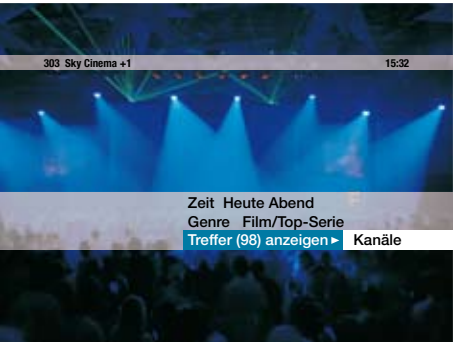 303 Sky Cinema +1 15:32
Zeit Heute Abend
Genre Film/Top-Serie
Treffer (98) anzeigen ► Kanäle